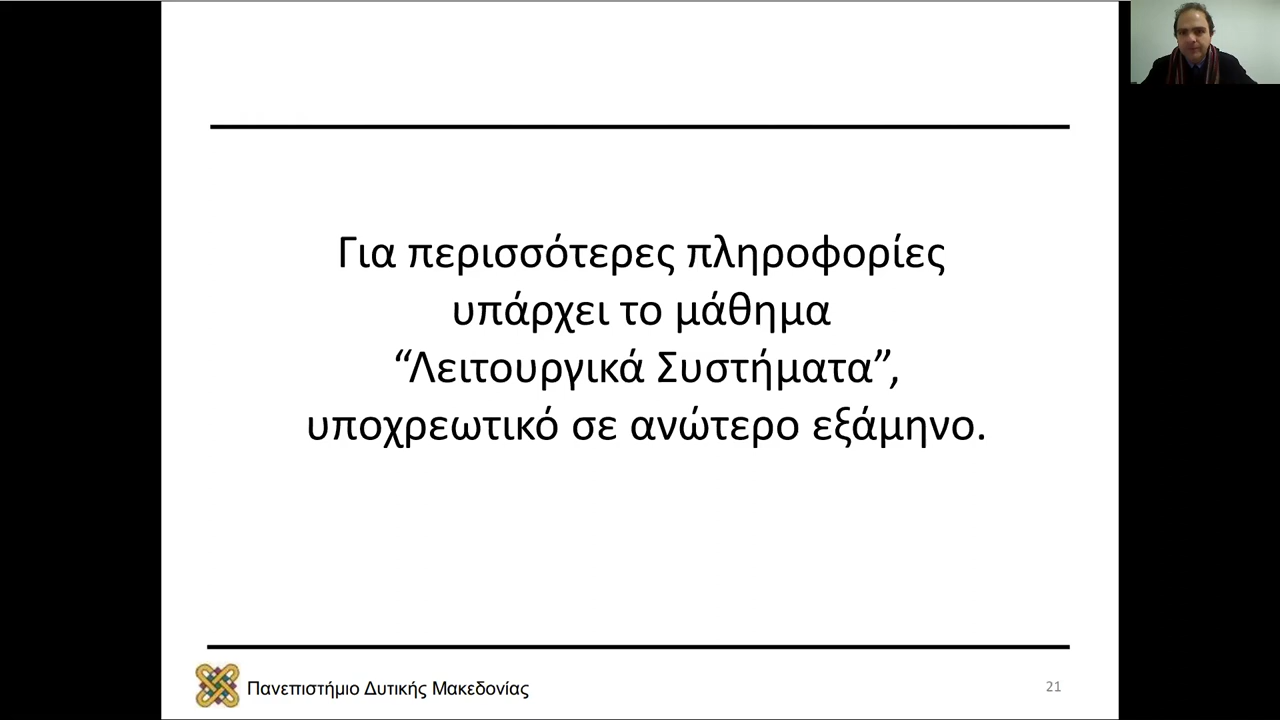 Για περισσότερες πληροφορίες
υπάρχει το μάθημα
“Λειτουργικά Συστήματα”,
υποχρεωτικό σε ανώτερο εξάμηνο.
Πανεπιστήμιο Δυτικής Μακεδονίας
21